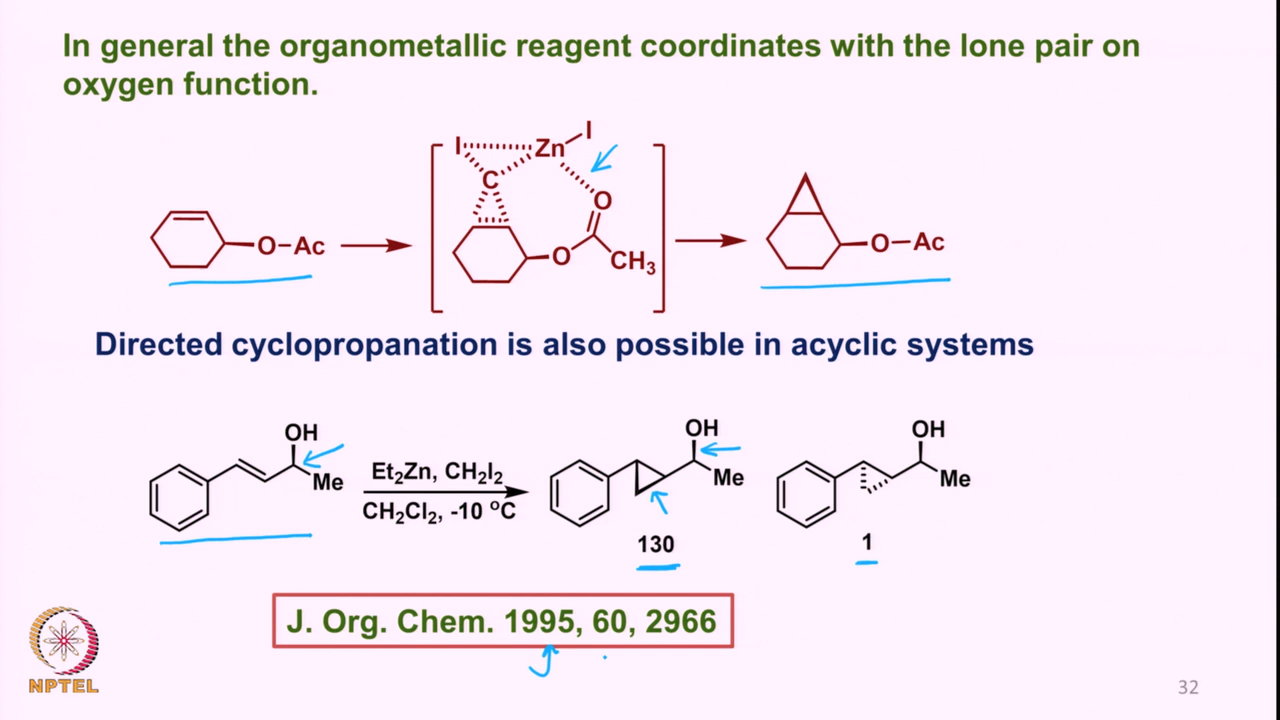 In general the organometallic reagent coordinates with the lone pair on
oxygen function.
I Zn I
C
O
O–Ac
O
CH₃
O–Ac
Directed cyclopropanation is also possible in acyclic systems
OH
Me
Et₂Zn, CH₂I₂
CH₂Cl₂, -10 ºC
OH
Me
130
OH
Me
1
J. Org. Chem. 1995, 60, 2966
NPTEL
32